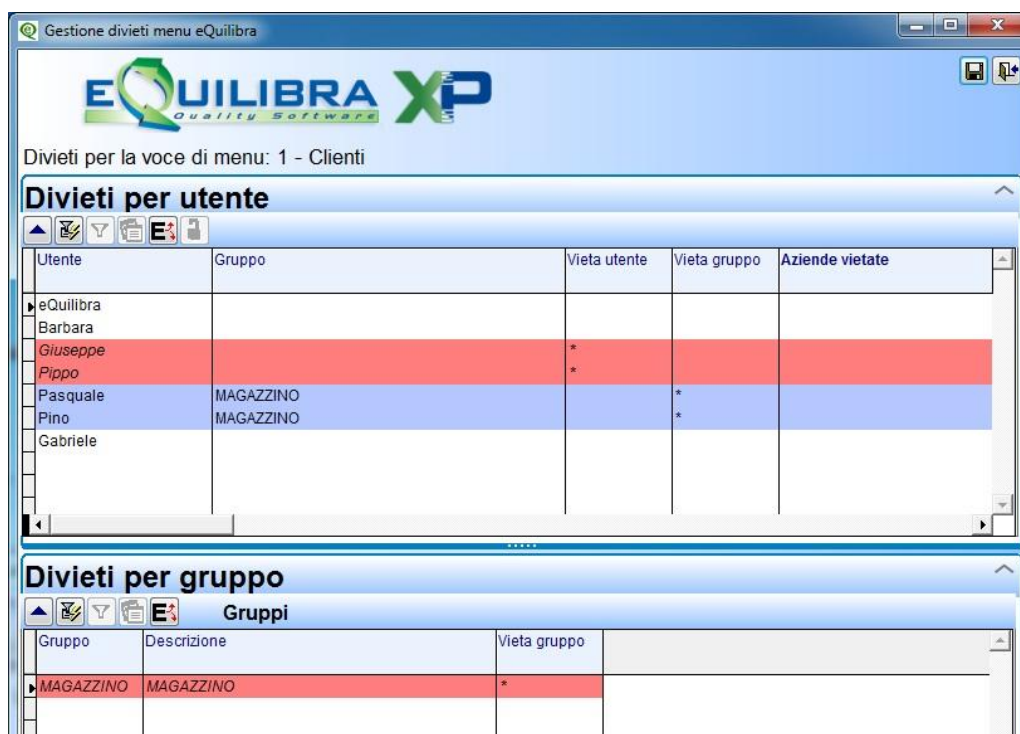 Gestione divieti menu eQuilibra
EQUILIBRA XP
Quality Software
Divieti per la voce di menu: 1 - Clienti
Divieti per utente
Utente Gruppo Vieta utente Vieta gruppo Aziende vietate
eQuilibra
Barbara
Giuseppe *
Pippo *
Pasquale MAGAZZINO *
Pino MAGAZZINO *
Gabriele
Divieti per gruppo
Gruppi
Gruppo Descrizione Vieta gruppo
MAGAZZINO MAGAZZINO *